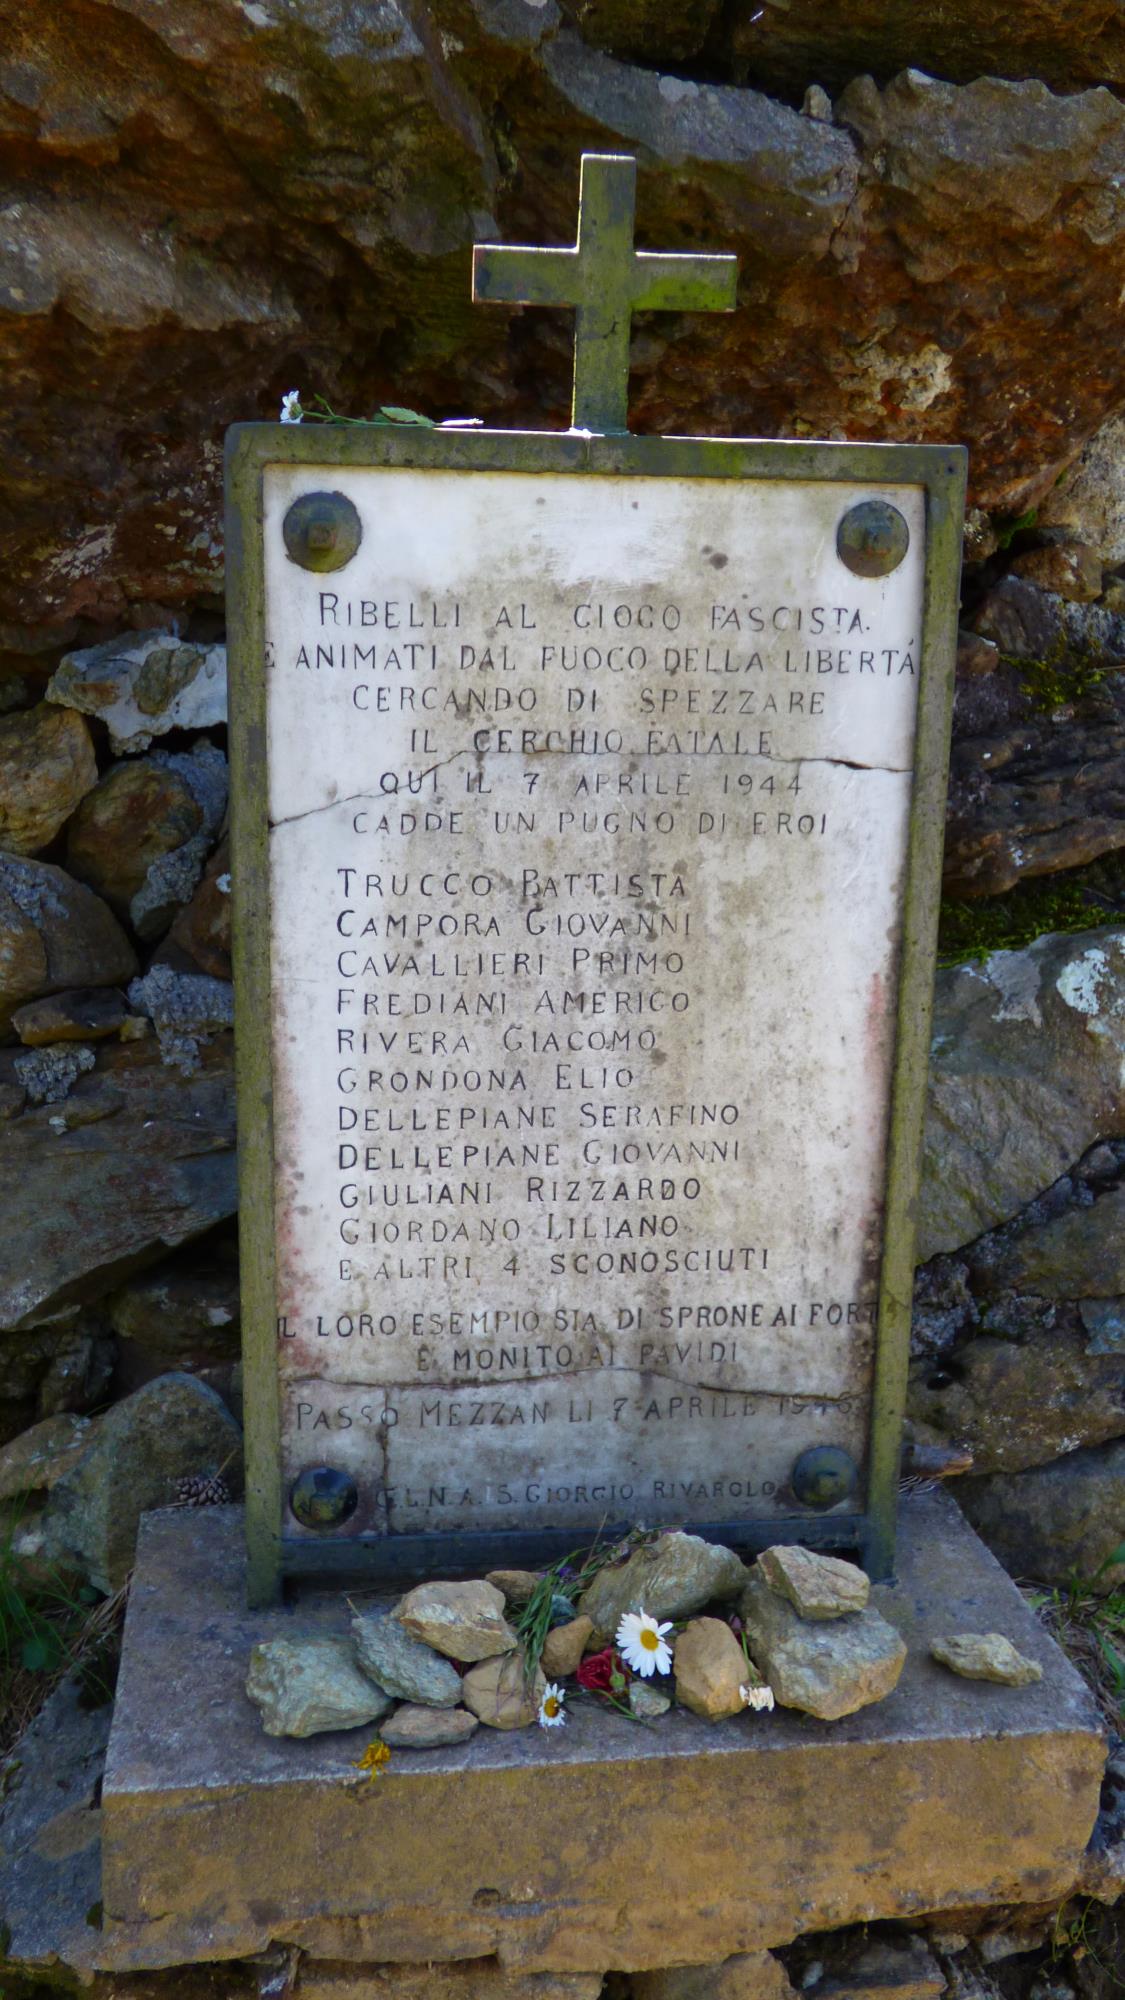 RIBELLI AL GIOGO FASCISTA
E ANIMATI DAL FUOCO DELLA LIBERTÁ
CERCANDO DI SPEZZARE
IL CERCHIO FATALE
QUI IL 7 APRILE 1944
CADDE UN PUGNO DI EROI
TRUCCO BATTISTA
CAMPORA GIOVANNI
CAVALLIERI PRIMO
FREDIANI AMERIGO
RIVERA GIACOMO
GRONDONA ELIO
DELLEPIANE SERAFINO
DELLEPIANE GIOVANNI
GIULIANI RIZZARDO
GIORDANO LILIANO
E ALTRI 4 SCONOSCIUTI
IL LORO ESEMPIO SIA DI SPRONE AI FORTI
E MONITO AI PAVIDI
PASSO MEZZAN LI 7 APRILE
C.L.N.A. S. GIORGIO RIVAROLO